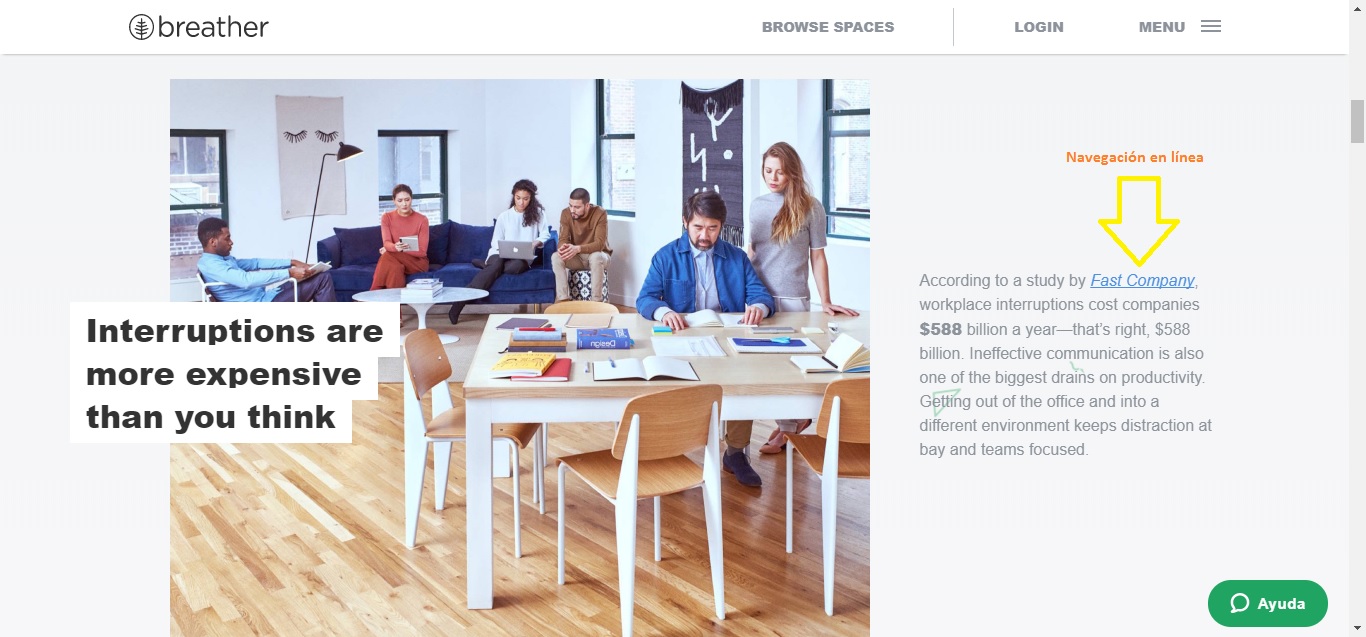 breather
BROWSE SPACES
LOGIN
MENU
Interruptions are
more expensive
than you think
Navegación en línea
According to a study by Fast Company,
workplace interruptions cost companies
$588 billion a year—that's right, $588
billion. Ineffective communication is also
one of the biggest drains on productivity.
Getting out of the office and into a
different environment keeps distraction at
bay and teams focused.
Design
Ayuda